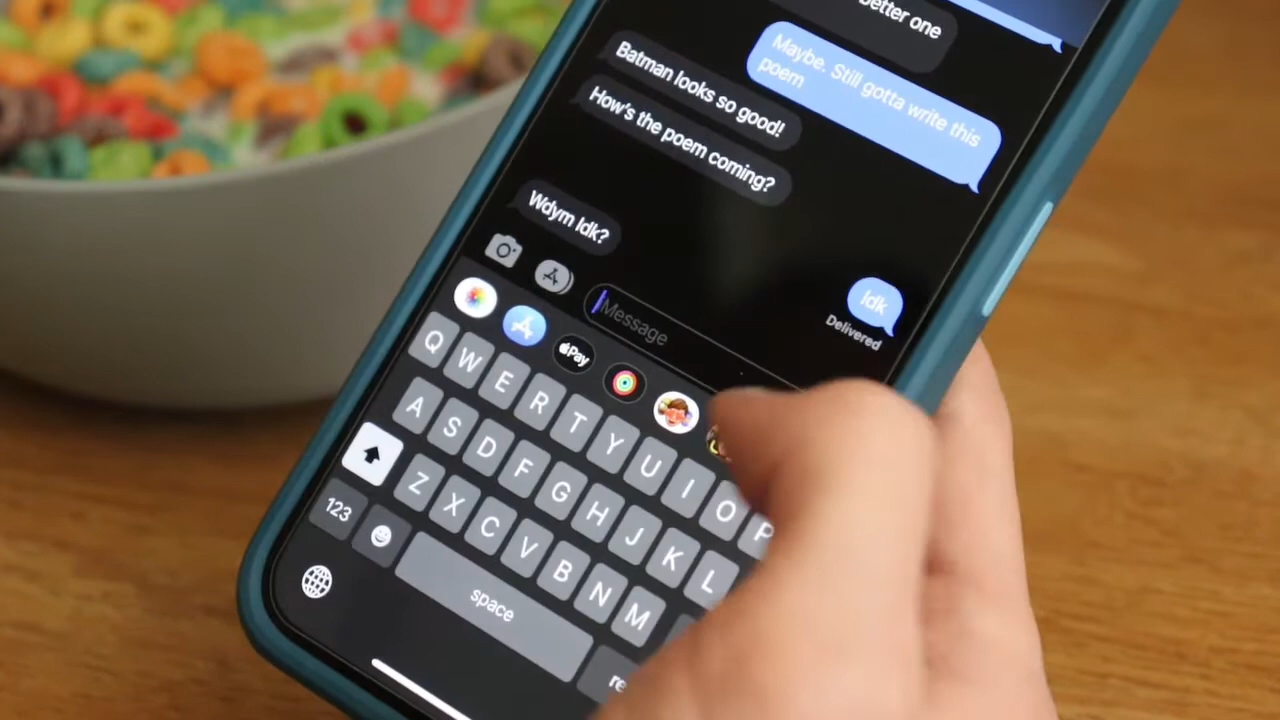 better one
Maybe. Still gotta write this
poem
Batman looks so good!
How's the poem coming?
Idk
Delivered
Wdym Idk?
Message
Pay
Q W E R T Y U I O P
A S D F G H J K L
Z X C V B N M
123
space